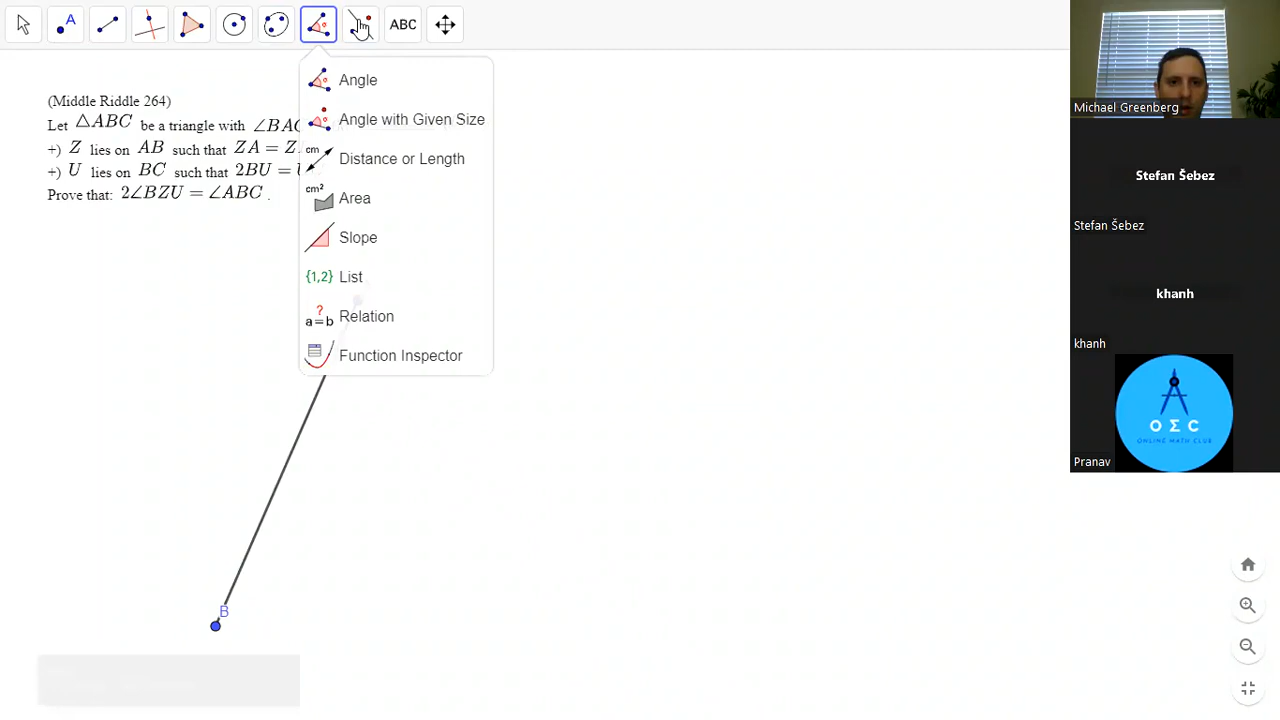 A
ABC
(Middle Riddle 264)
Let △ABC be a triangle with ∠BAC
+) Z lies on AB such that ZA = Z
+) U lies on BC such that 2BU = U
Prove that: 2∠BZU = ∠ABC .
Angle
Angle with Given Size
cm Distance or Length
cm² Area
Slope
{1,2} List
? a=b Relation
Function Inspector
B
Michael Greenberg
Stefan Šebez
Stefan Šebez
khanh
khanh
O Σ C
ONLINE MATH CLUB
Pranav